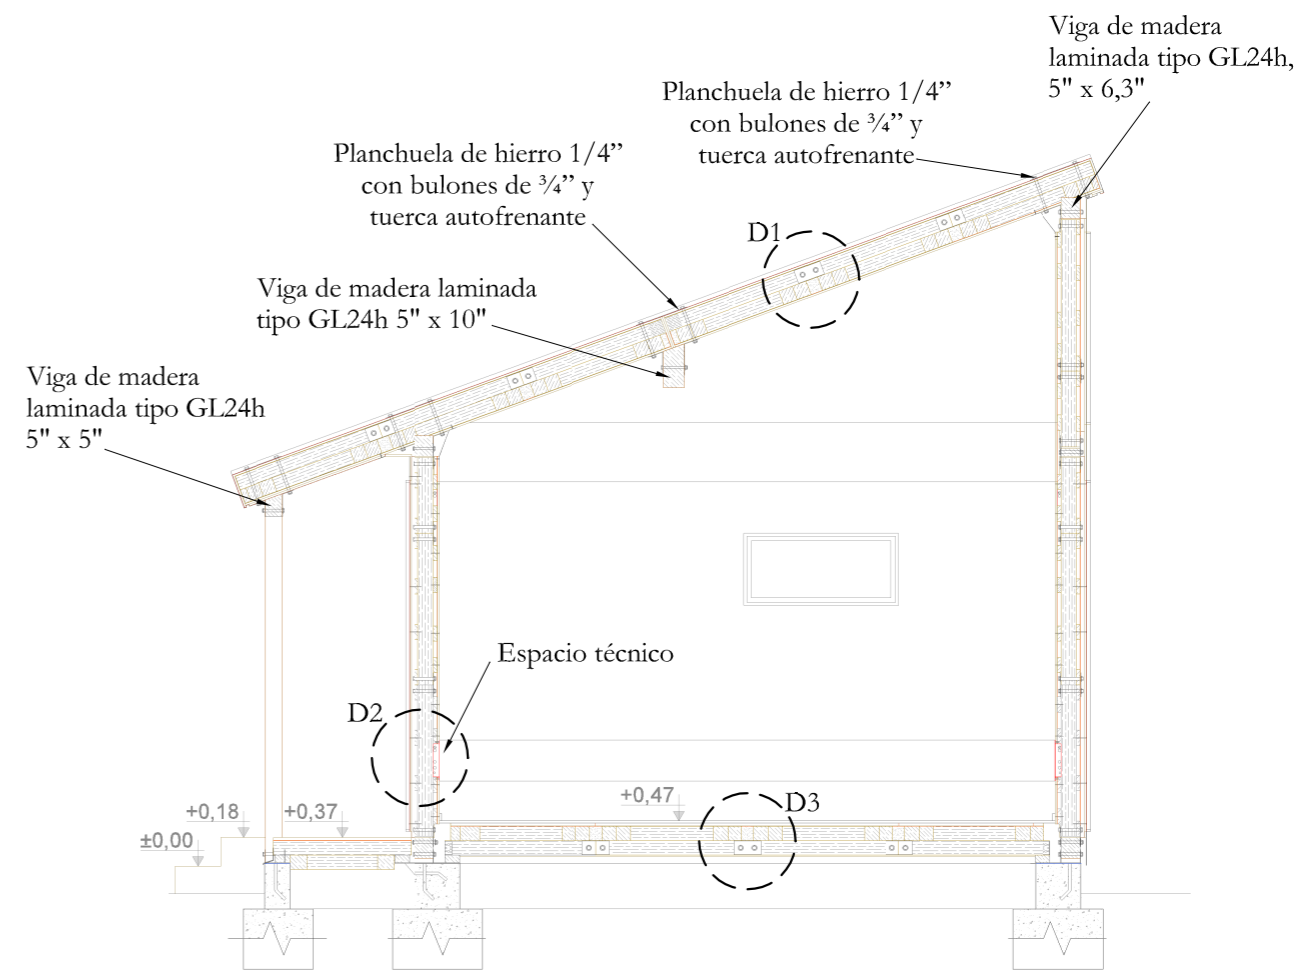 Viga de madera
laminada tipo GL24h,
5" x 6,3"
Planchuela de hierro 1/4”
con bulones de ¾” y
tuerca autofrenante
Planchuela de hierro 1/4”
con bulones de ¾” y
tuerca autofrenante
D1
Viga de madera laminada
tipo GL24h 5" x 10"
Viga de madera
laminada tipo GL24h
5" x 5"
Espacio técnico
D2
D3
+0,47
+0,18
+0,37
±0,00